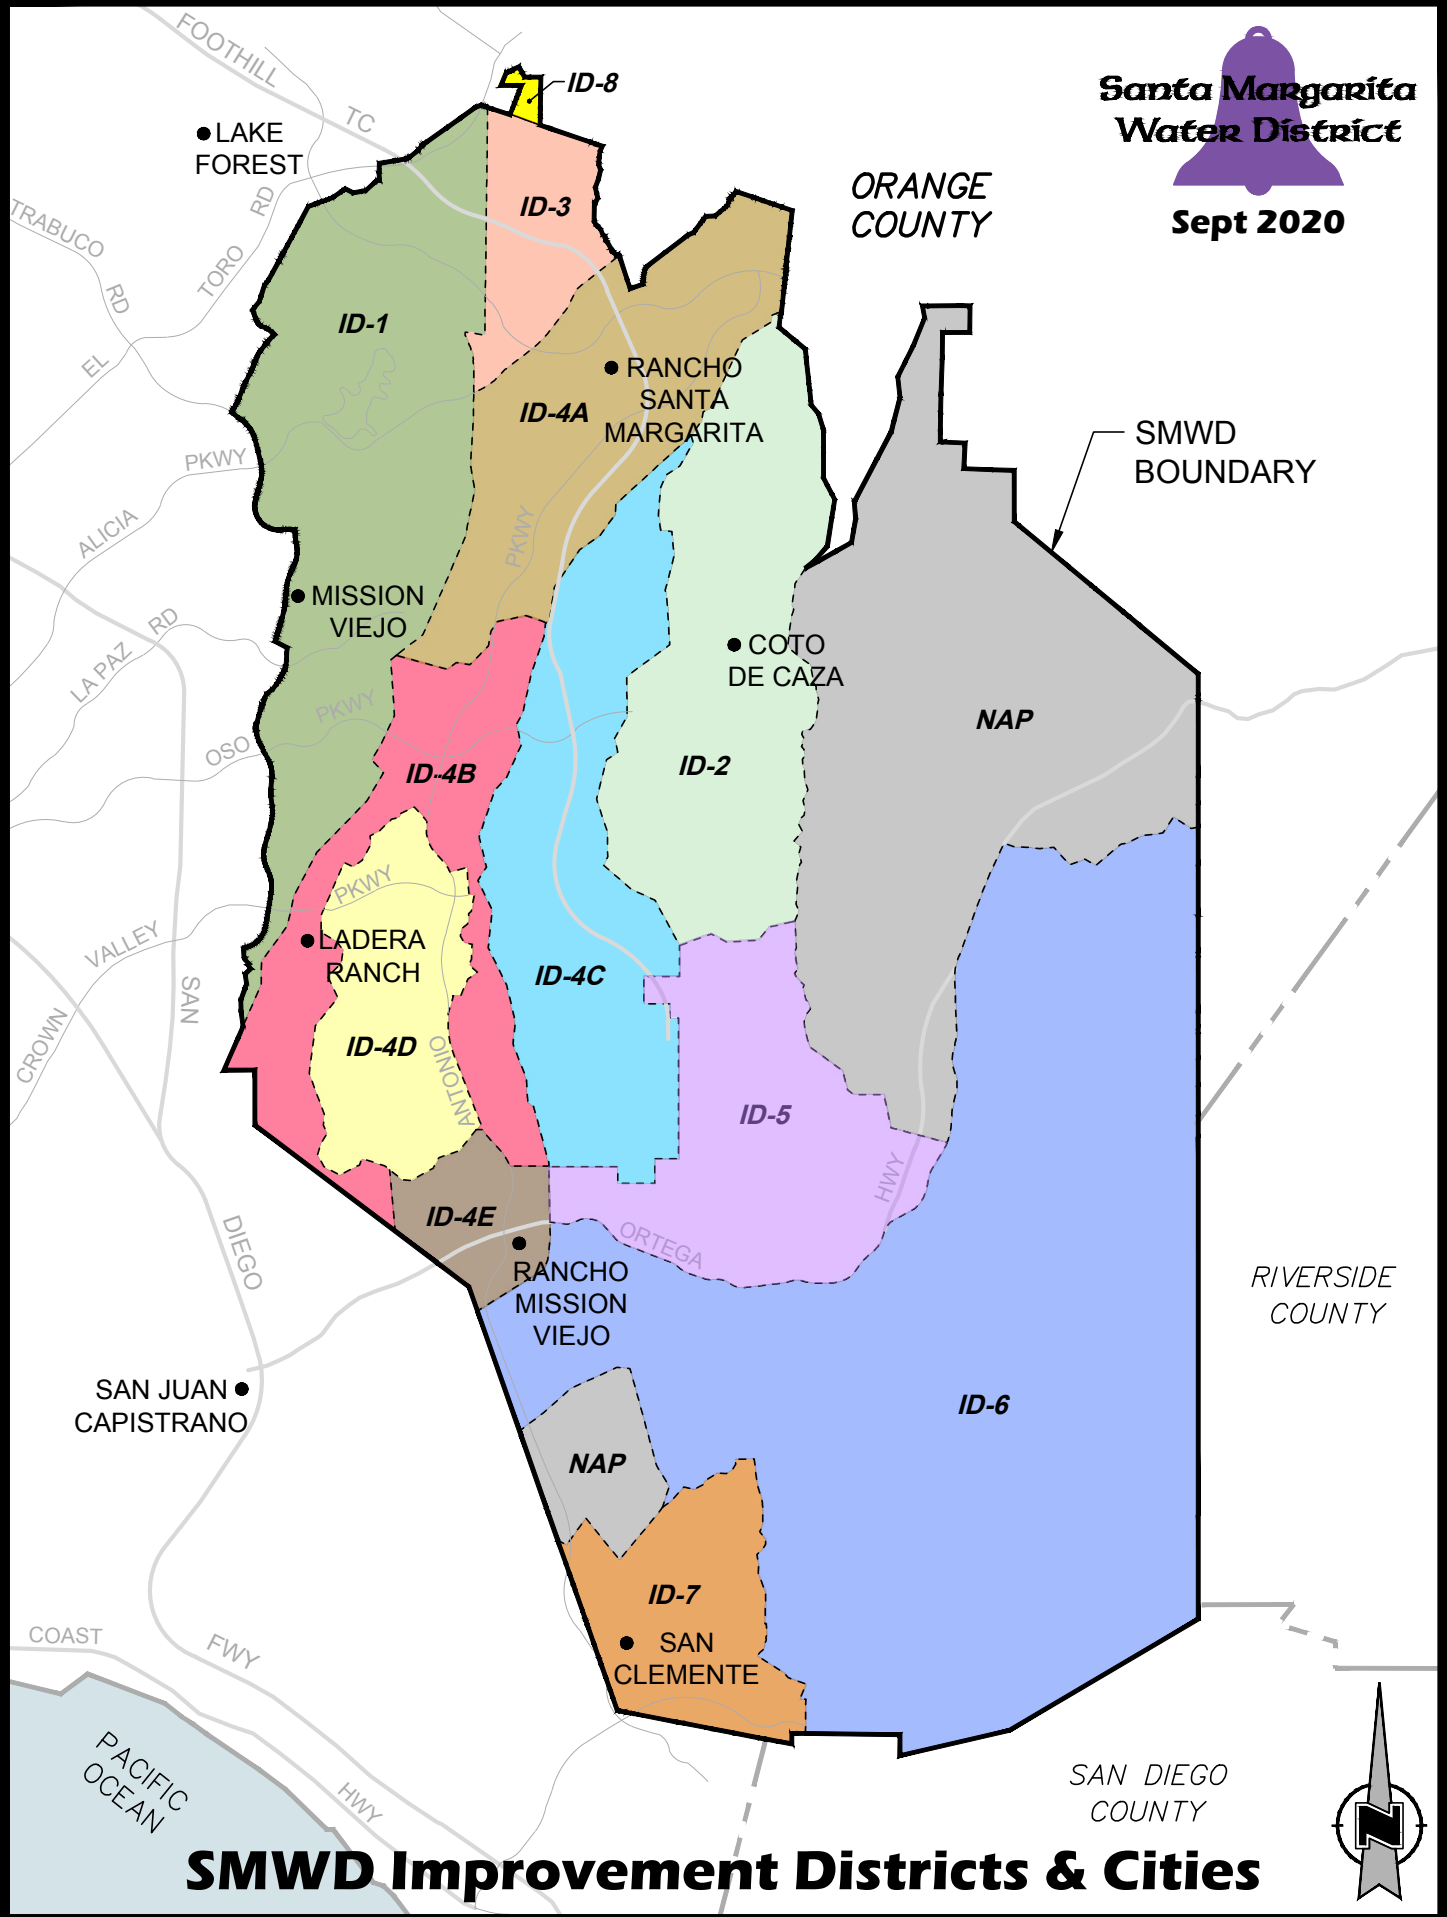 FOOTHILL
TC
ID-8
Santa Margarita
Water District
Sept 2020
LAKE
FOREST
ORANGE
COUNTY
TRABUCO
RD
EL
TORO
RD
ID-3
ID-1
RANCHO
SANTA
MARGARITA
ID-4A
SMWD
BOUNDARY
PKWY
ALICIA
PKWY
MISSION
VIEJO
LA PAZ
RD
COTO
DE CAZA
NAP
OSO
PKWY
ID-4B
ID-2
PKWY
VALLEY
CROWN
LADERA
RANCH
ID-4C
SAN
ID-4D
ANTONIO
ID-5
HWY
ORTEGA
ID-4E
DIEGO
RANCHO
MISSION
VIEJO
RIVERSIDE
COUNTY
SAN JUAN
CAPISTRANO
ID-6
NAP
ID-7
SAN
CLEMENTE
COAST
FWY
HWY
PACIFIC
OCEAN
SAN DIEGO
COUNTY
N
SMWD Improvement Districts & Cities